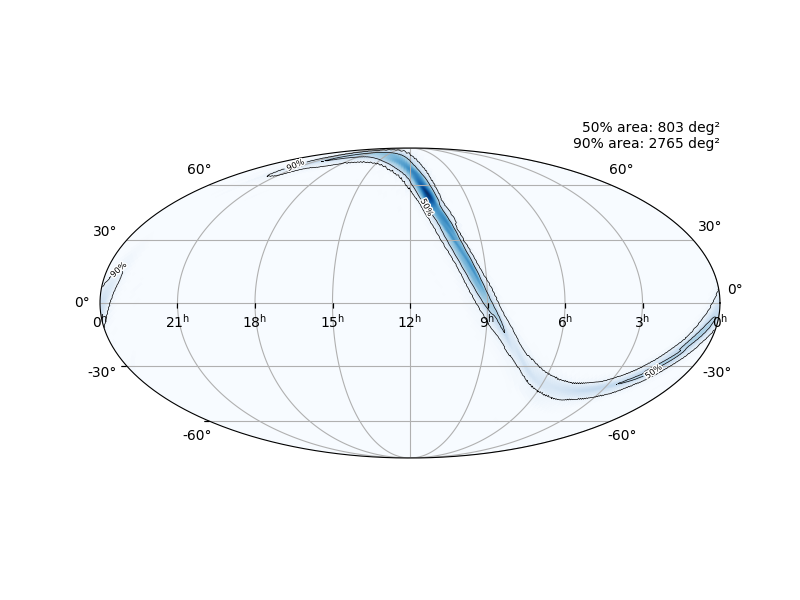 50% area: 803 deg²
90% area: 2765 deg²
60° 90% 60°
30° 50% 30°
90%
0° 0°
0ʰ 21ʰ 18ʰ 15ʰ 12ʰ 9ʰ 6ʰ 3ʰ 0ʰ
-30° 50% -30°
-60° -60°